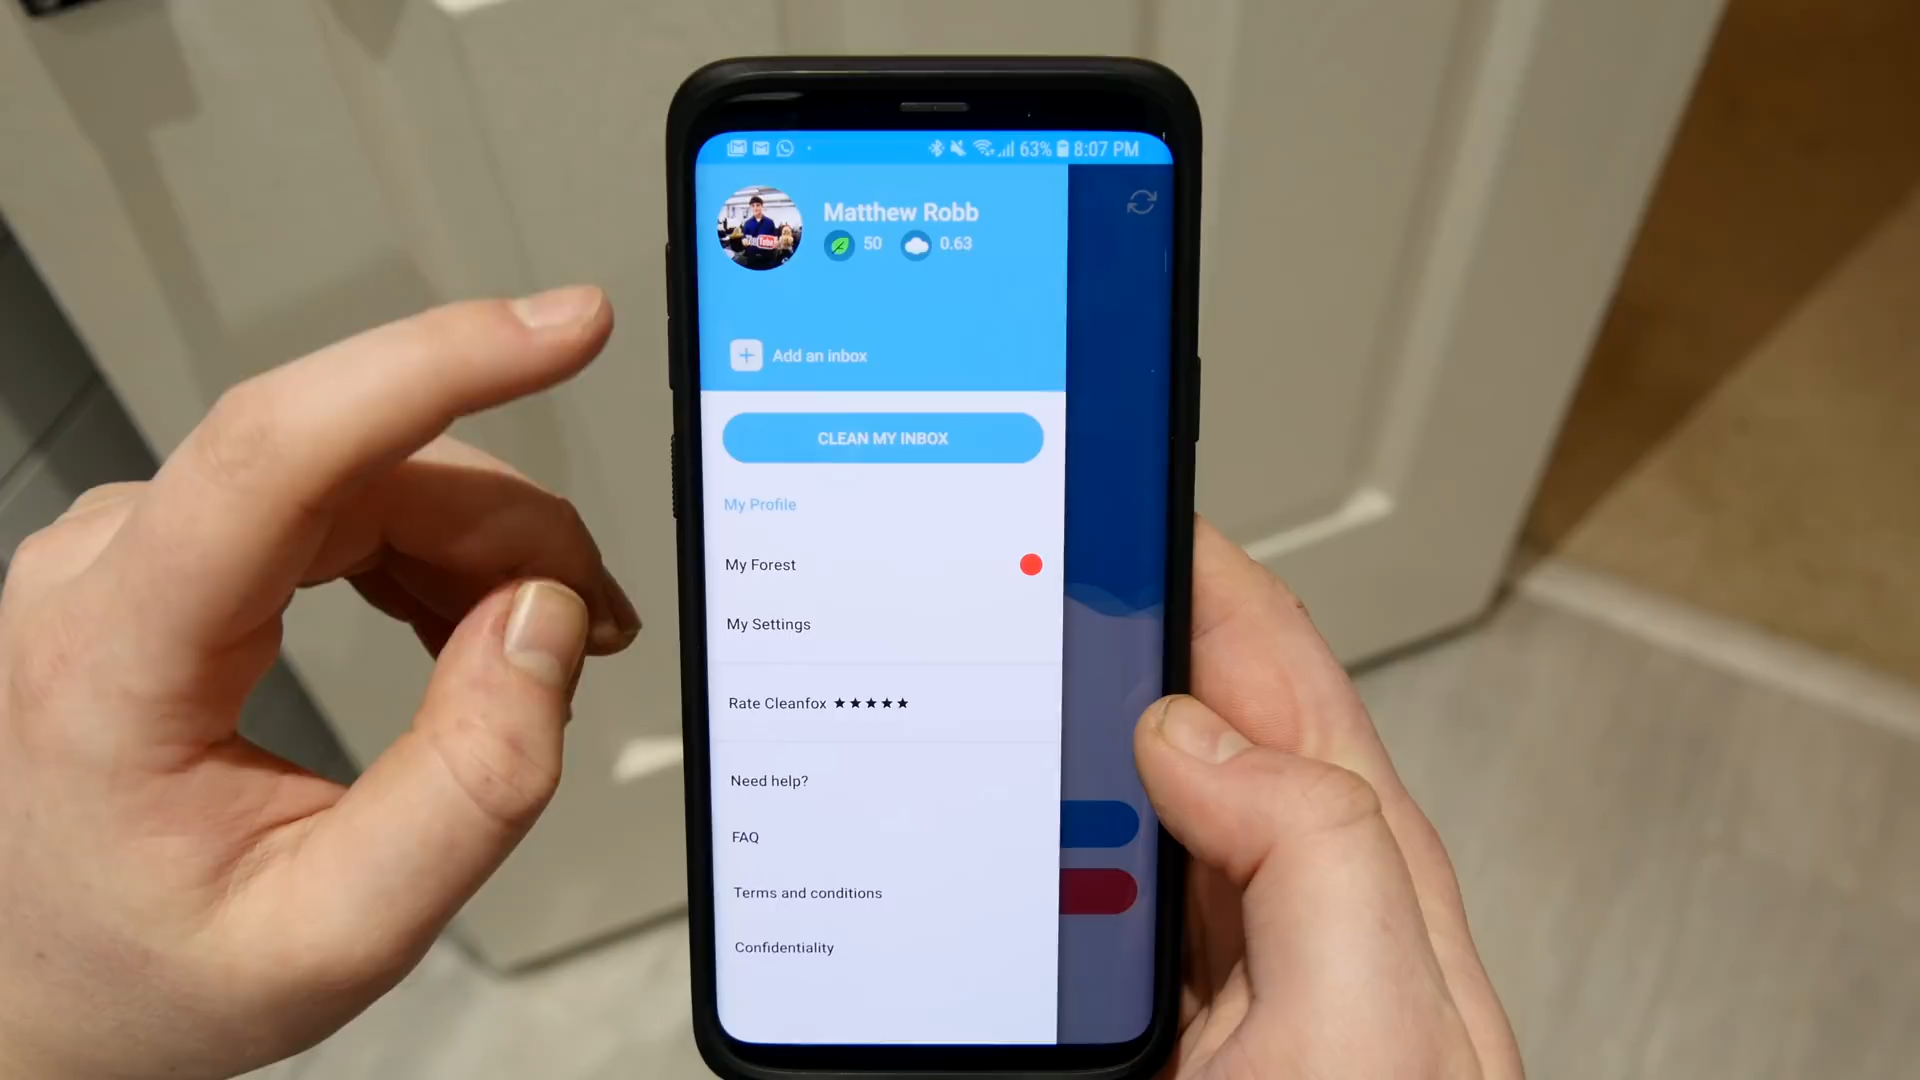 63% 8:07 PM
Matthew Robb
50 0.63
Add an inbox
CLEAN MY INBOX
My Profile
My Forest
My Settings
Rate Cleanfox ★★★★★
Need help?
FAQ
Terms and conditions
Confidentiality